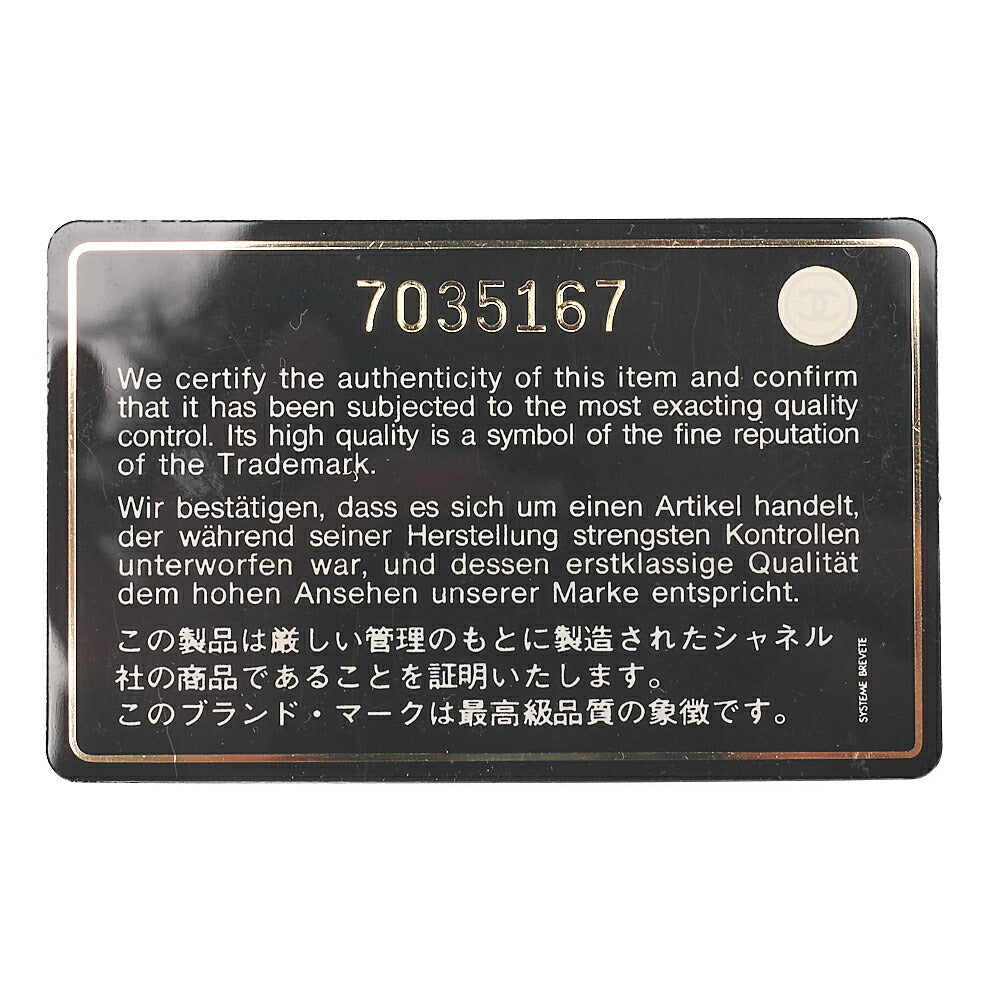 7035167
We certify the authenticity of this item and confirm
that it has been subjected to the most exacting quality
control. Its high quality is a symbol of the fine reputation
of the Trademark.
Wir bestätigen, dass es sich um einen Artikel handelt,
der während seiner Herstellung strengsten Kontrollen
unterworfen war, und dessen erstklassige Qualität
dem hohen Ansehen unserer Marke entspricht.
この製品は厳しい管理のもとに製造されたシャネル
社の商品であることを証明いたします。
このブランド・マークは最高級品質の象徴です。
SYSTEME BREVETE